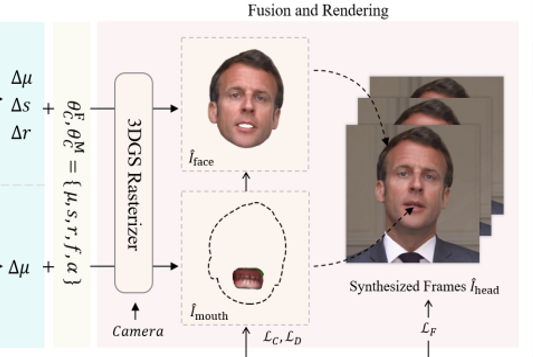 Fusion and Rendering
Δμ
Δs
Δr
+
θ_C^F, θ_C^M = {μ, s, r, f, α}
3DGS Rasterizer
Î_face
Δμ +
Î_mouth
Camera
ℒ_C, ℒ_D
Synthesized Frames Î_head
ℒ_F